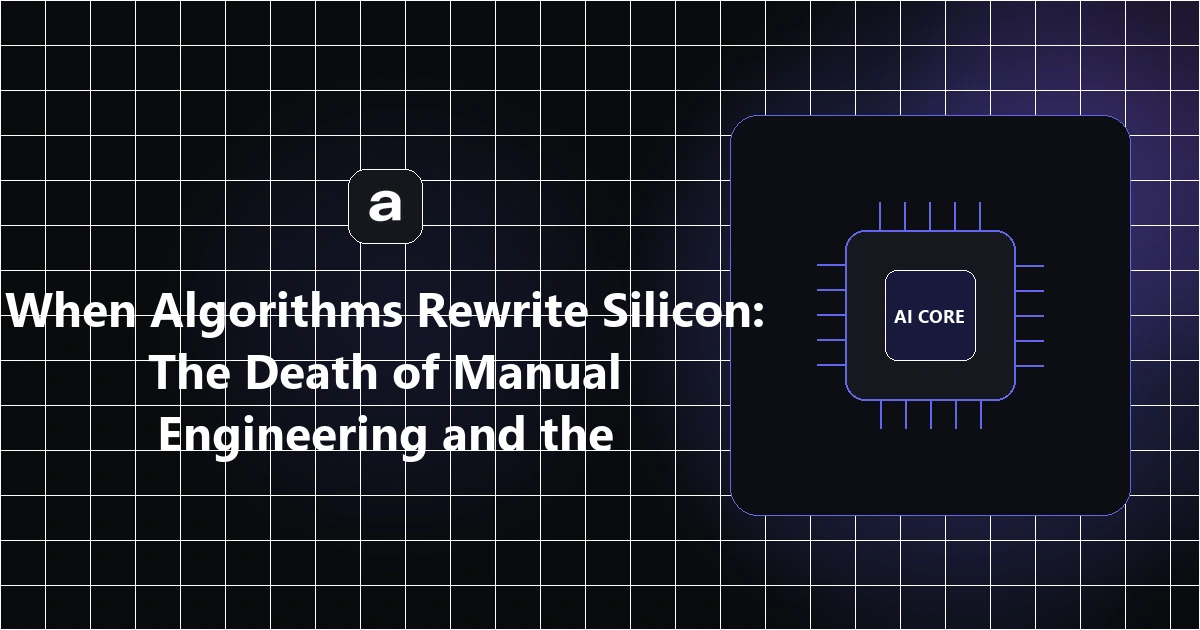 a
When Algorithms Rewrite Silicon:
The Death of Manual
Engineering and the
AI CORE